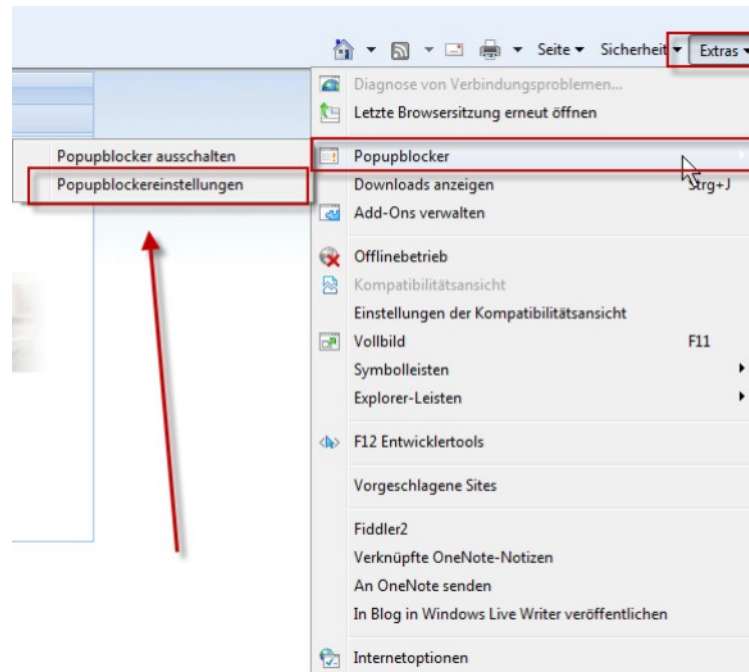 Seite Sicherheit Extras
Diagnose von Verbindungsproblemen...
Letzte Browsersitzung erneut öffnen
Popupblocker
Popupblocker ausschalten
Popupblockereinstellungen
Downloads anzeigen Strg+J
Add-Ons verwalten
Offlinebetrieb
Kompatibilitätsansicht
Einstellungen der Kompatibilitätsansicht
Vollbild F11
Symbolleisten
Explorer-Leisten
F12 Entwicklertools
Vorgeschlagene Sites
Fiddler2
Verknüpfte OneNote-Notizen
An OneNote senden
In Blog in Windows Live Writer veröffentlichen
Internetoptionen